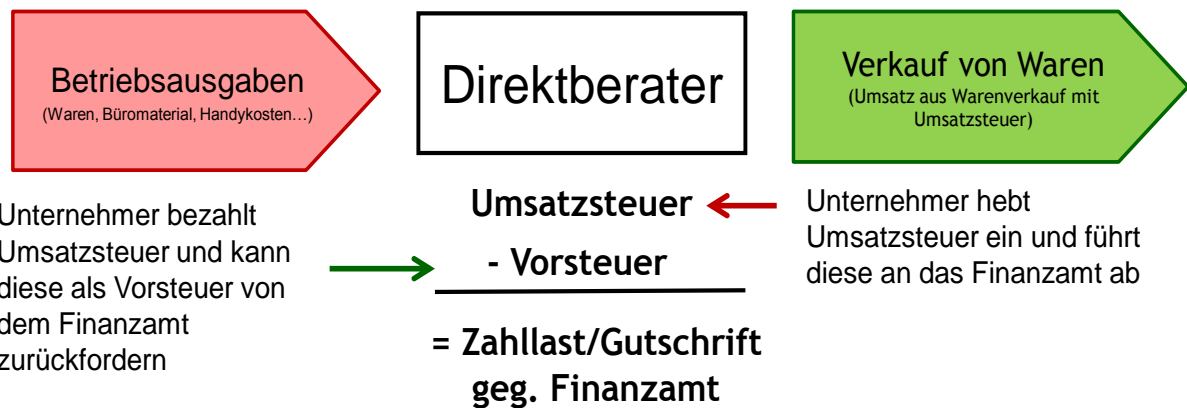 Betriebsausgaben
(Waren, Büromaterial, Handykosten…)
Direktberater
Verkauf von Waren
(Umsatz aus Warenverkauf mit
Umsatzsteuer)
Unternehmer bezahlt
Umsatzsteuer und kann
diese als Vorsteuer von
dem Finanzamt
zurückfordern
Umsatzsteuer
- Vorsteuer
= Zahllast/Gutschrift
geg. Finanzamt
Unternehmer hebt
Umsatzsteuer ein und führt
diese an das Finanzamt ab